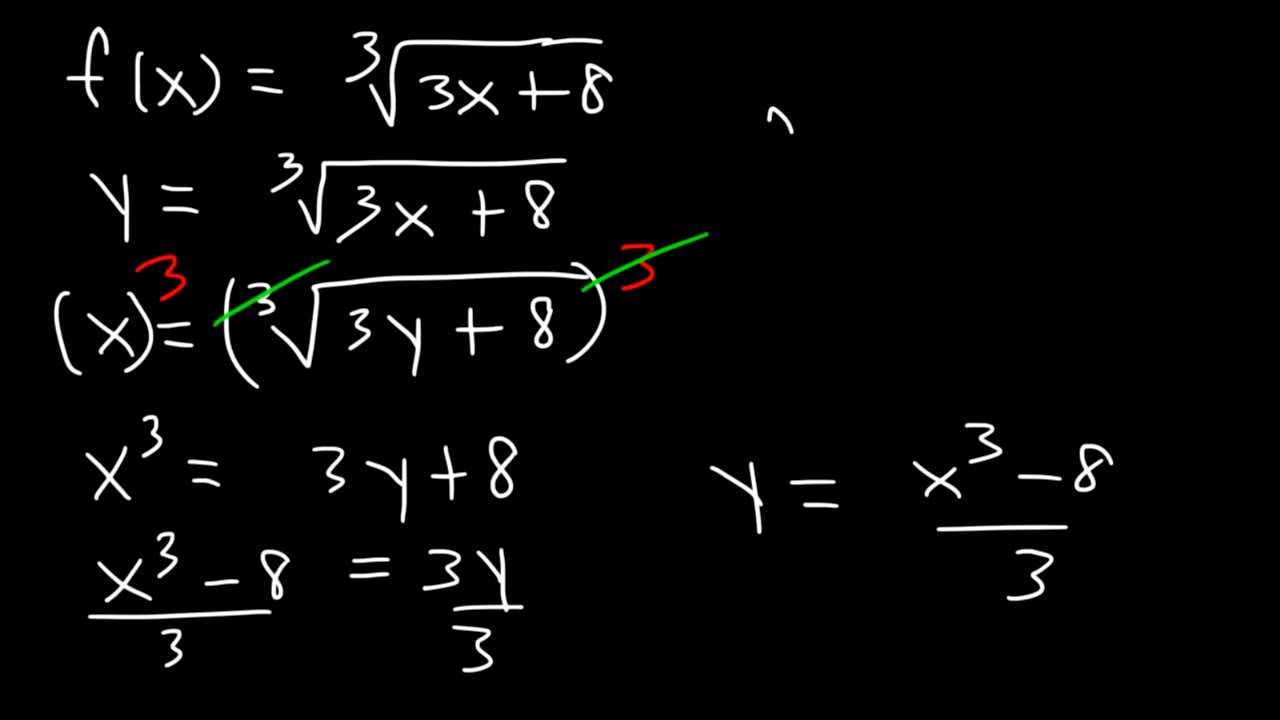 f(x) = ∛(3x+8)
y = ∛(3x+8)
(x)³ = (∛(3y+8))³
x³ = 3y+8
(x³-8)/3 = 3y/3
y = (x³-8)/3